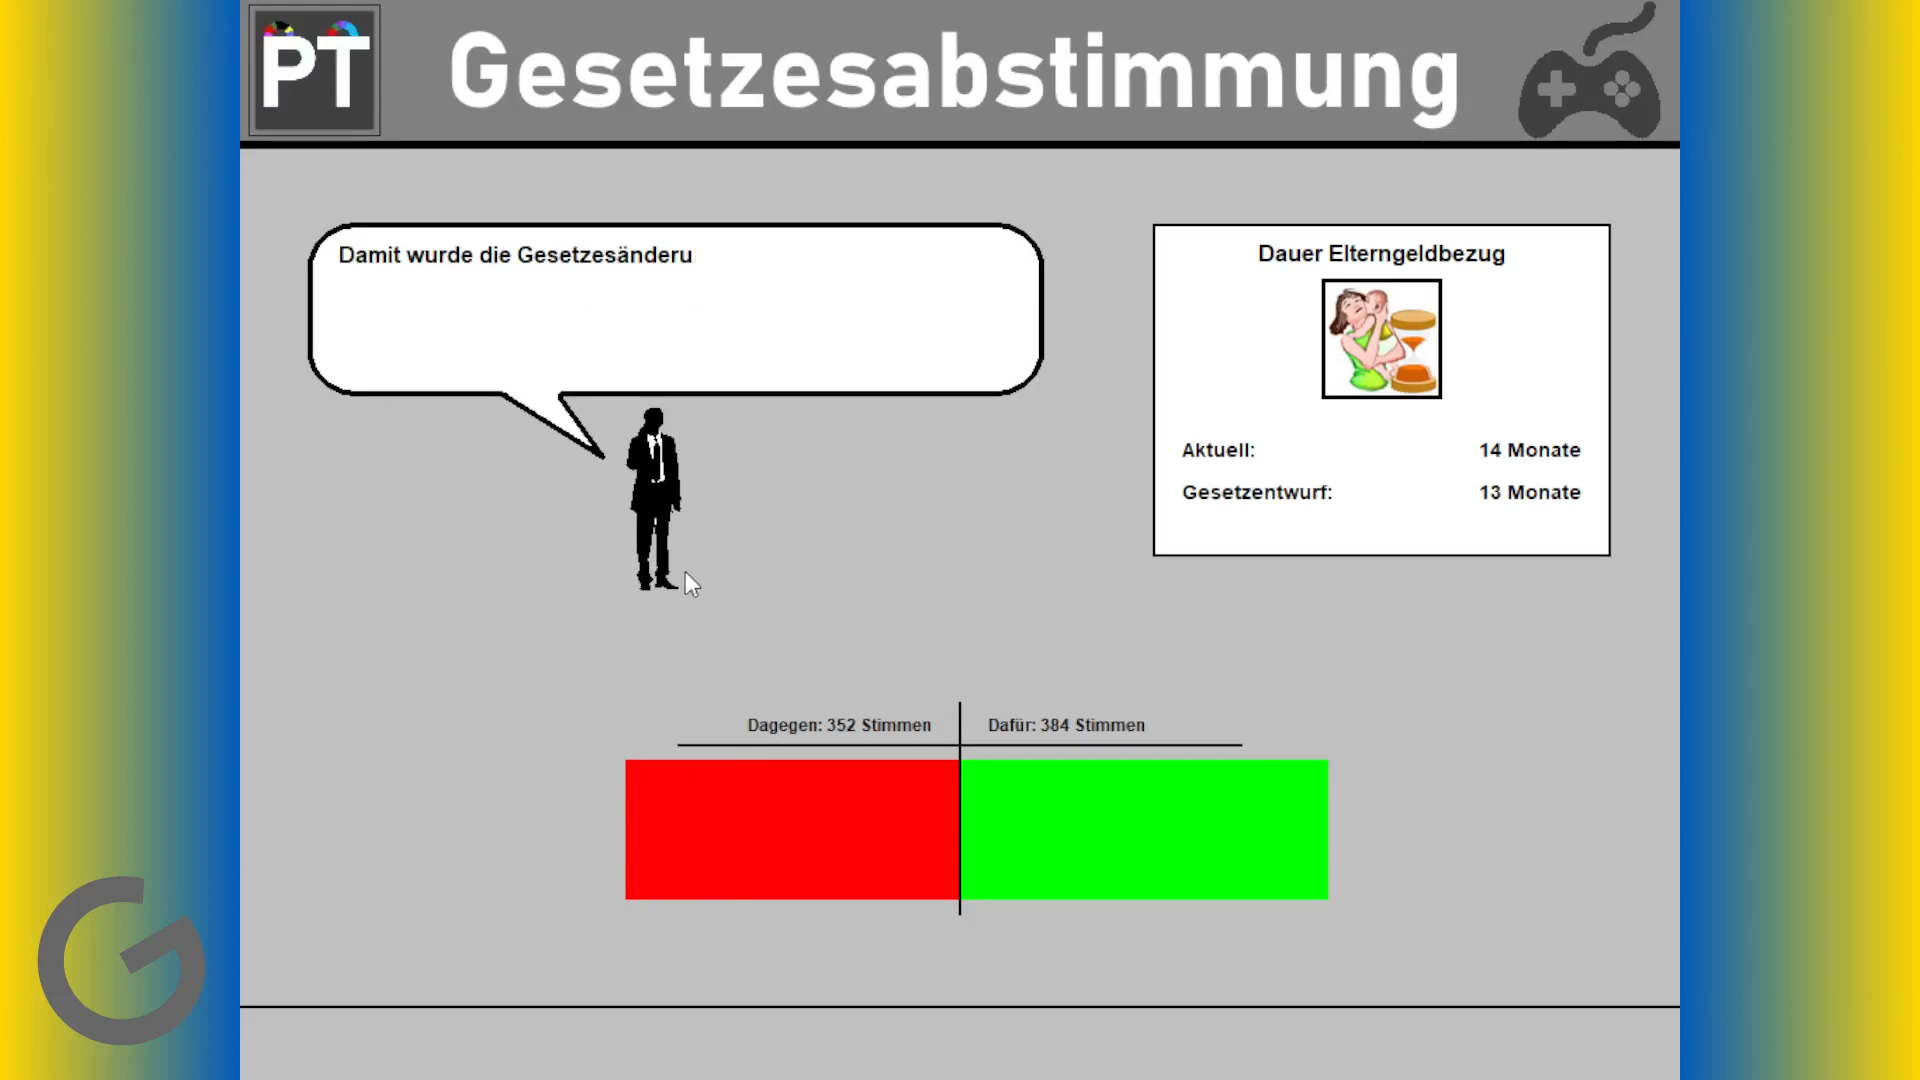 PT Gesetzesabstimmung
Damit wurde die Gesetzesänderu
Dauer Elterngeldbezug
Aktuell: 14 Monate
Gesetzentwurf: 13 Monate
Dagegen: 352 Stimmen Dafür: 384 Stimmen
G